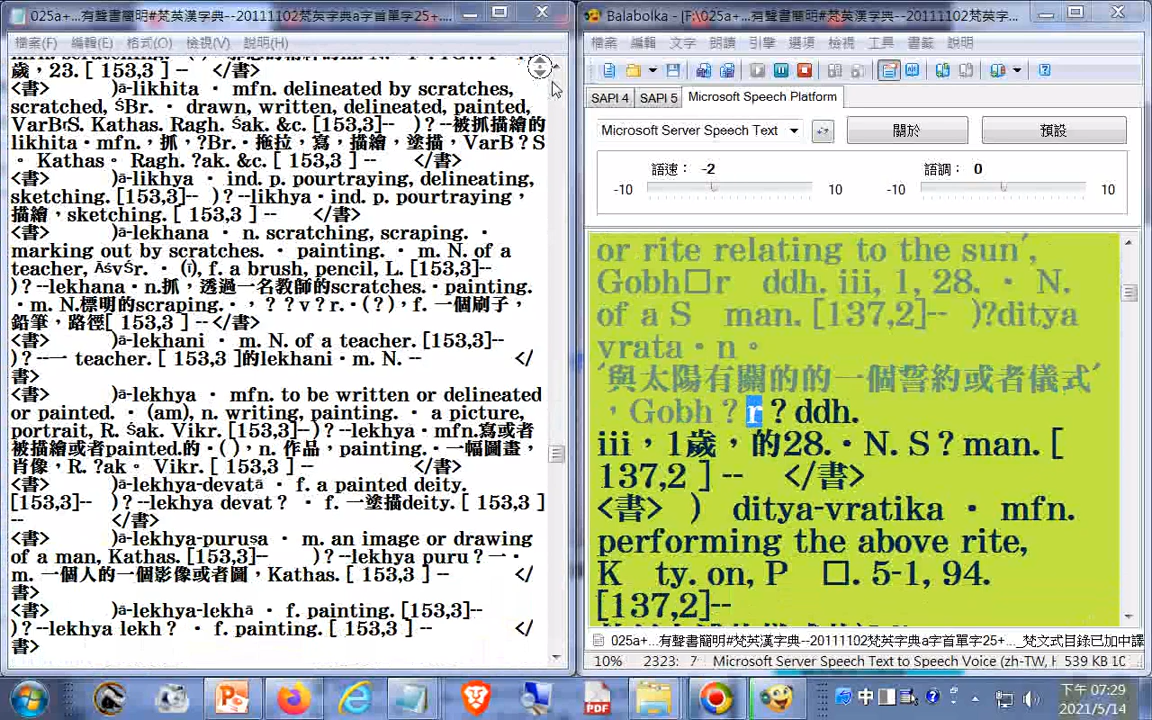 025a+...有聲書簡明#梵英漢字典--20111102梵英字典a字首單字25+...
檔案(F) 編輯(E) 格式(O) 檢視(V) 說明(H)
歲，23. [ 153,3 ] -- </書>
<書> )ā-likhita · mfn. delineated by scratches,
scratched, ŚBr. · drawn, written, delineated, painted,
VarBṛS. Kathas. Ragh. Śak. &c. [153,3]-- )?--被抓描繪的
likhita·mfn.，抓，?Br.·拖拉，寫，描繪，塗描，VarB？S
。 Kathas。 Ragh. ?ak. &c. [ 153,3 ] -- </書>
<書> )ā-likhya · ind. p. pourtraying, delineating,
sketching. [153,3]-- )?--likhya·ind. p. pourtraying，
描繪，sketching. [ 153,3 ] -- </書>
<書> )ā-lekhana · n. scratching, scraping. ·
marking out by scratches. · painting. · m. N. of a
teacher, ĀśvŚr. · (ī), f. a brush, pencil, L. [153,3]--
)?--lekhana·n.抓，透過一名教師的scratches.·painting.
·m. N.標明的scraping.·，？？v？r.·(？)，f. 一個刷子，
鉛筆，路徑[ 153,3 ] --</書>
<書> )ā-lekhani · m. N. of a teacher. [153,3]--
)?--一 teacher. [ 153,3 ]的lekhani·m. N. -- </
書>
<書> )ā-lekhya · mfn. to be written or delineated
or painted. · (am), n. writing, painting. · a picture,
portrait, R. Śak. Vikr. [153,3]--)?--lekhya·mfn.寫或者
被描繪或者painted.的·( )，n. 作品，painting.·一幅圖畫，
肖像，R. ?ak。 Vikr. [ 153,3 ] -- </書>
<書> )ā-lekhya-devatā · f. a painted deity.
[153,3]-- )?--lekhya devat？ · f. 一塗描deity. [ 153,3 ]
-- </書>
<書> )ā-lekhya-puruṣa · m. an image or drawing
of a man, Kathas. [153,3]-- )?--lekhya puru？一·
m. 一個人的一個影像或者圖，Kathas. [ 153,3 ] -- </
書>
<書> )ā-lekhya-lekhā · f. painting. [153,3]--
)?--lekhya lekh？ · f. painting. [ 153,3 ] -- </
書>
Balabolka - [F:\025a+...有聲書簡明#梵英漢字典--20111102梵英字...
檔案 編輯 文字 朗讀 引擎 選項 檢視 工具 書籤 說明
SAPI 4 SAPI 5 Microsoft Speech Platform
Microsoft Server Speech Text 關於 預設
語速： -2 語調： 0
-10 10 -10 10
or rite relating to the sun',
Gobh□r ddh. iii, 1, 28. · N.
of a S man. [137,2]-- )?ditya
vrata·n。
'與太陽有關的的一個誓約或者儀式'
，Gobh？r？ddh.
iii，1歲，的28.·N. S？man. [
137,2 ] -- </書>
<書> ) ditya-vratika · mfn.
performing the above rite,
K ty. on, P □. 5-1, 94.
[137,2]--
025a+...有聲書簡明#梵英漢字典--20111102梵英字典a字首單字25+..._梵文式目錄已加中譯
10% 2323: 7 Microsoft Server Speech Text to Speech Voice (zh-TW, H 539 KB 10
中
下午 07:29
2021/5/14